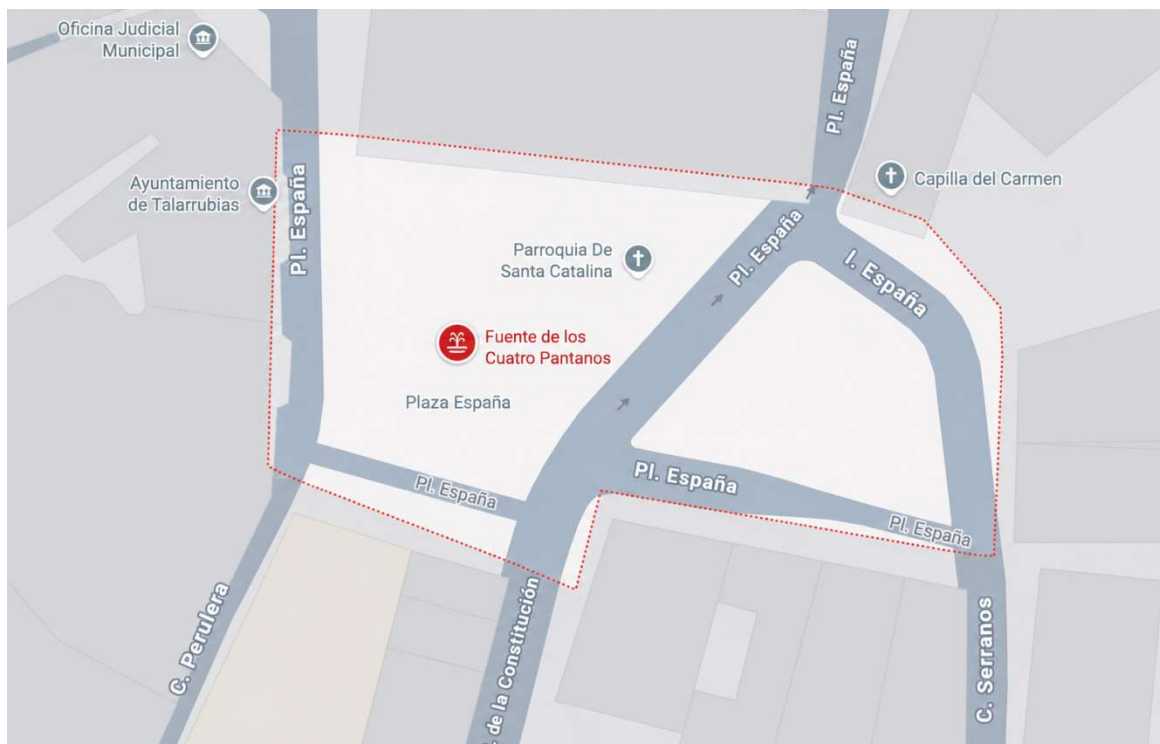 Oficina Judicial
Municipal
Pl. España
Ayuntamiento
de Talarrubias
Pl. España
Capilla del Carmen
Parroquia De
Santa Catalina
Pl. España
l. España
Fuente de los
Cuatro Pantanos
Plaza España
Pl. España
Pl. España
Pl. España
C. Perulera
. de la Constitución
C. Serranos